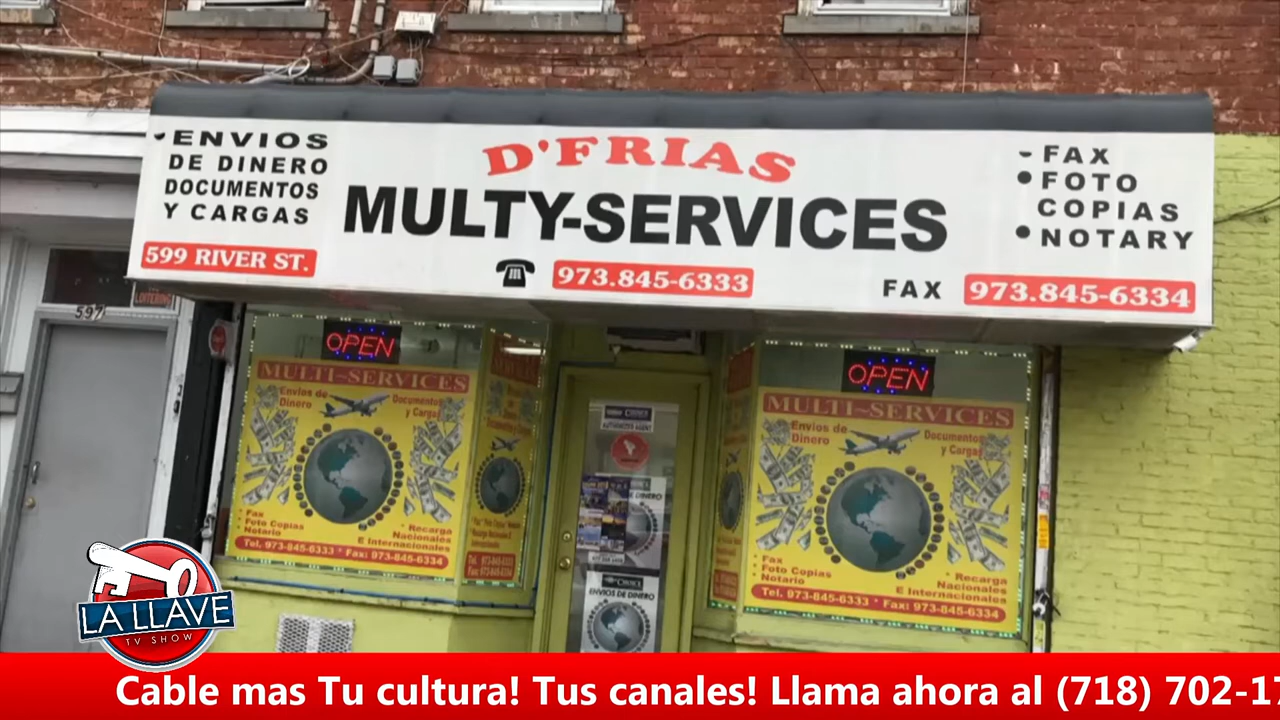 ENVIOS
DE DINERO
DOCUMENTOS
Y CARGAS
599 RIVER ST.
D'FRIAS
MULTY-SERVICES
973.845-6333
FAX
FOTO
COPIAS
NOTARY
FAX 973.845-6334
597
LOITERING
OPEN
MULTI-SERVICES
Envios de
Dinero
Documentos
y Cargas
* Fax
* Foto Copias
* Notario
* Recarga
Nacionales
E Internacionales
Tel. 973-845-6333 * Fax: 973-845-6334
AUTHORIZED AGENT
ENVIOS DE DINERO
OPEN
MULTI-SERVICES
Envios de
Dinero
Documentos
y Cargas
* Fax
* Foto Copias
* Notario
* Recarga
Nacionales
E Internacionales
Tel. 973-845-6333 * Fax: 973-845-6334
LA LLAVE
TV SHOW
Cable mas Tu cultura! Tus canales! Llama ahora al (718) 702-17